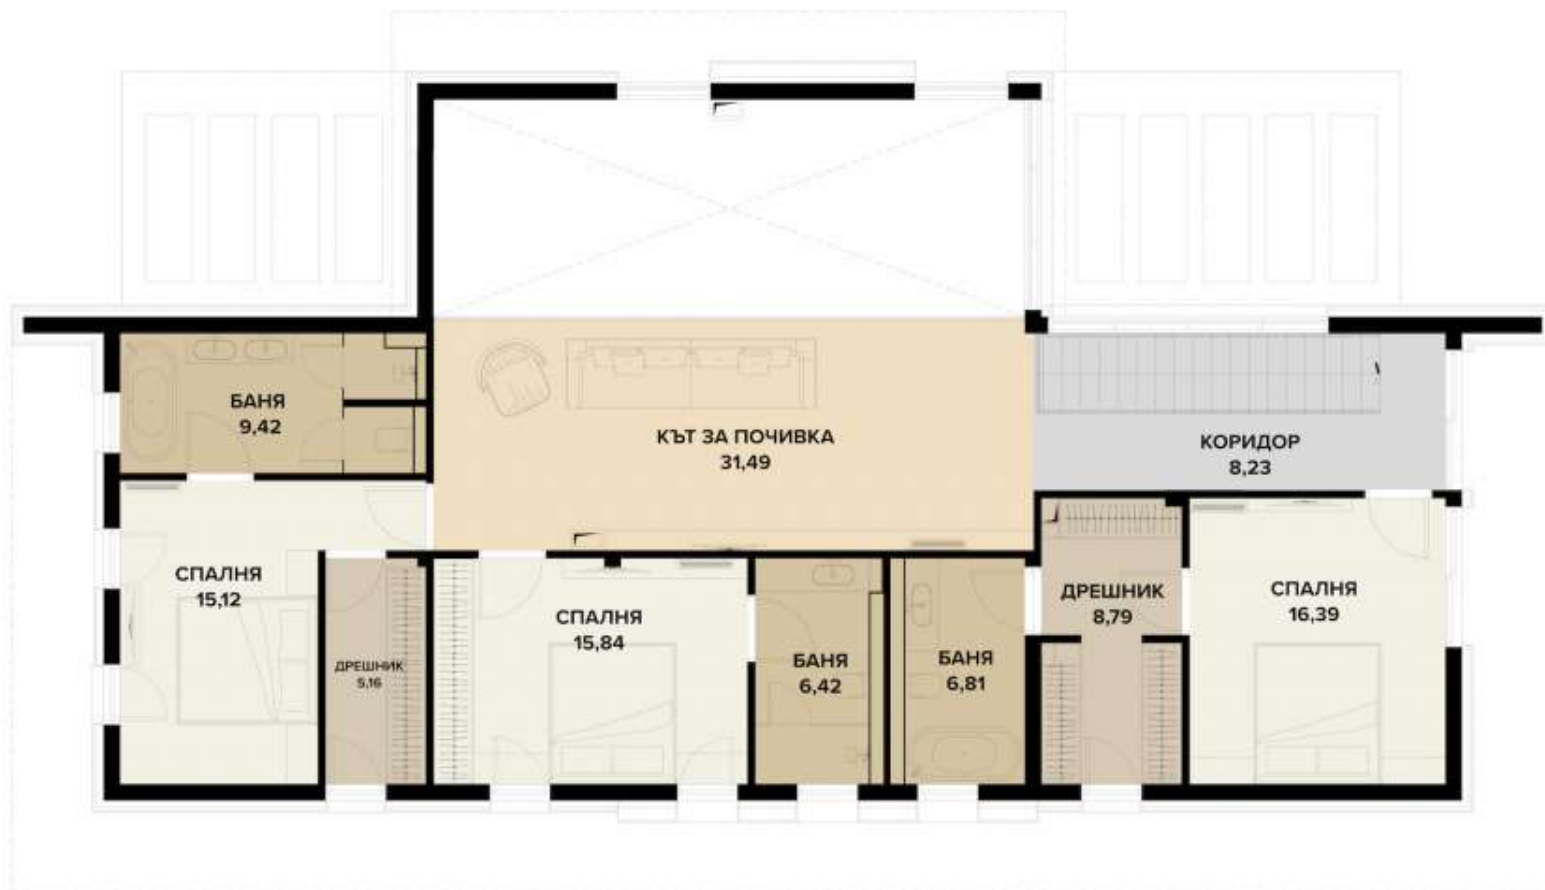 БАНЯ
9,42
КЪТ ЗА ПОЧИВКА
31,49
КОРИДОР
8,23
СПАЛНЯ
15,12
ДРЕШНИК
5,16
СПАЛНЯ
15,84
БАНЯ
6,42
БАНЯ
6,81
ДРЕШНИК
8,79
СПАЛНЯ
16,39